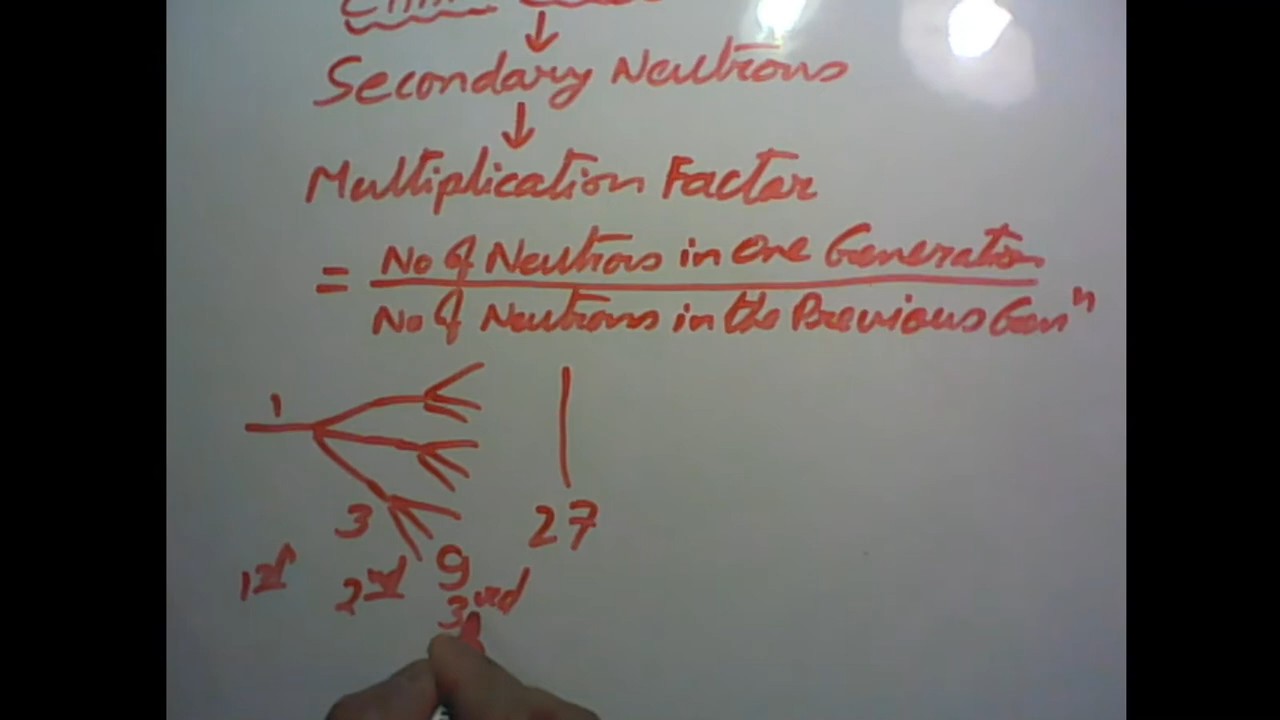 ↓
Secondary Neutrons
↓
Multiplication Factor
= No of Neutrons in One Generation
No of Neutrons in the Previous Genⁿ
1
3
27
9
1st
2nd
3rd